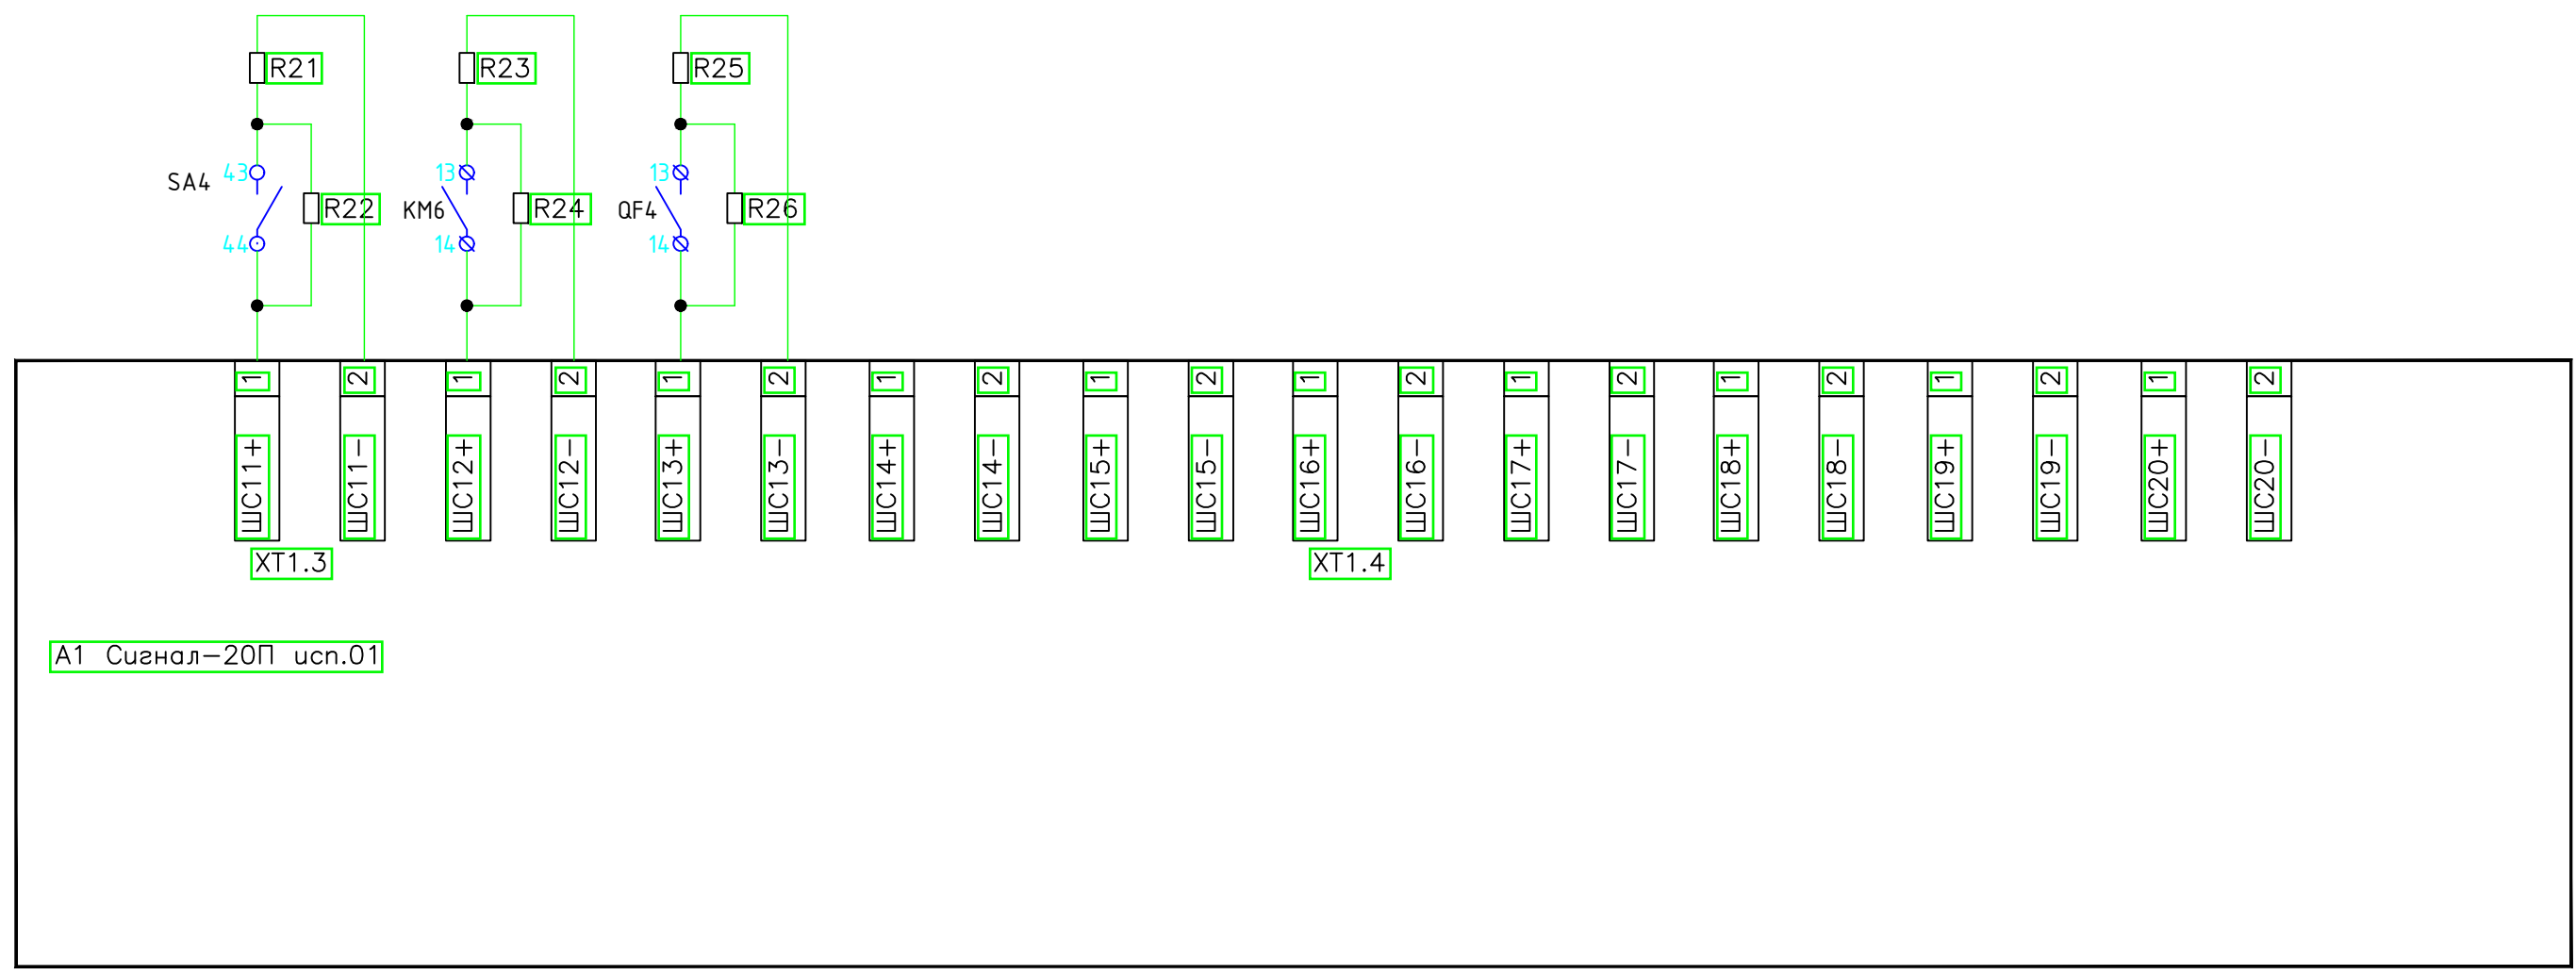 R21 R23 R25
SA4 43 13 13
R22 KM6 R24 QF4 R26
44 14 14
1 2 1 2 1 2 1 2 1 2 1 2 1 2 1 2 1 2 1 2
ШС11+ ШС11- ШС12+ ШС12- ШС13+ ШС13- ШС14+ ШС14- ШС15+ ШС15- ШС16+ ШС16- ШС17+ ШС17- ШС18+ ШС18- ШС19+ ШС19- ШС20+ ШС20-
XT1.3 XT1.4
А1 Сигнал-20П исп.01